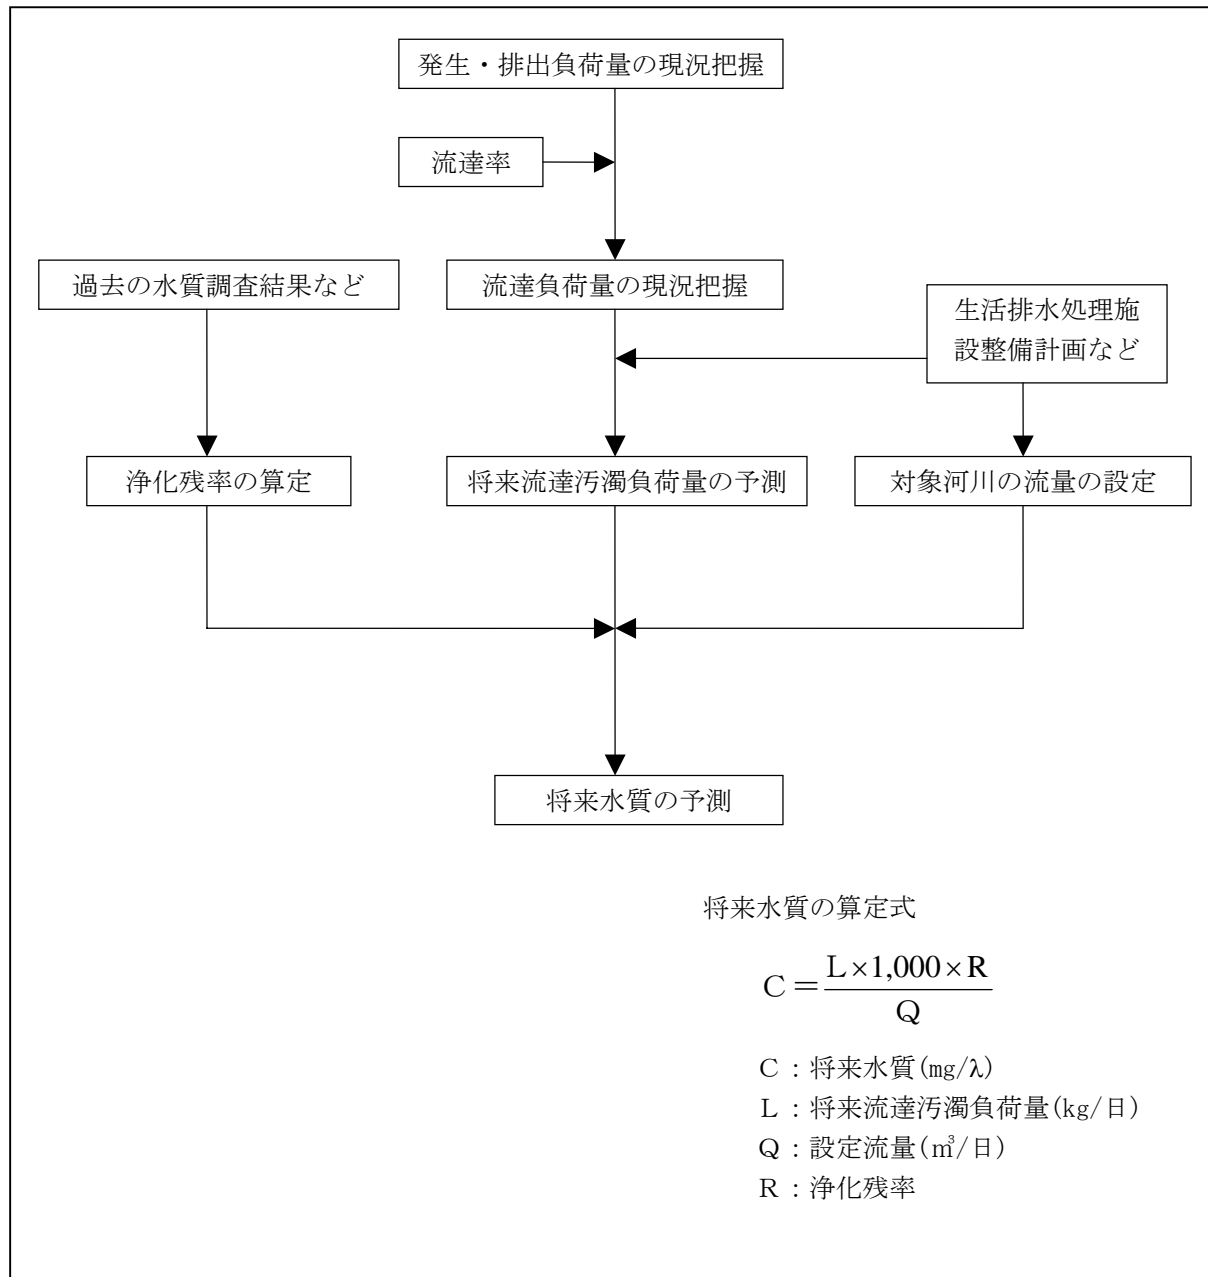 発生・排出負荷量の現況把握
流達率
過去の水質調査結果など
流達負荷量の現況把握
生活排水処理施
設整備計画など
浄化残率の算定
将来流達汚濁負荷量の予測
対象河川の流量の設定
将来水質の予測
将来水質の算定式
C＝L×1,000×R/Q
C：将来水質(mg/λ)
L：将来流達汚濁負荷量(kg/日)
Q：設定流量(㎥/日)
R：浄化残率